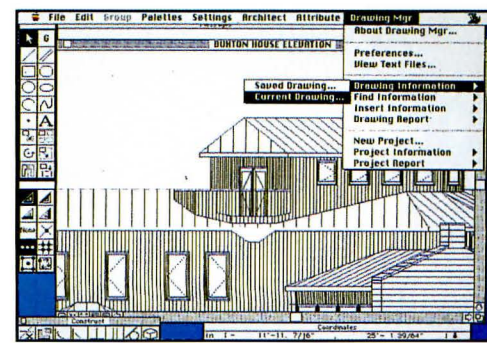 File Edit Group Palettes Settings Architect Attribute Drawing Mgr
About Drawing Mgr...
G
BUXTON HOUSE ELEVATION
Preferences...
View Text Files...
Saved Drawing...
Drawing Information
Current Drawing...
Find Information
Insert Information
Drawing Report
A
New Project...
Project Information
Project Report
None
Construct
Coordinates
in
11'-11. 7/16"
25'- 1 39/64"